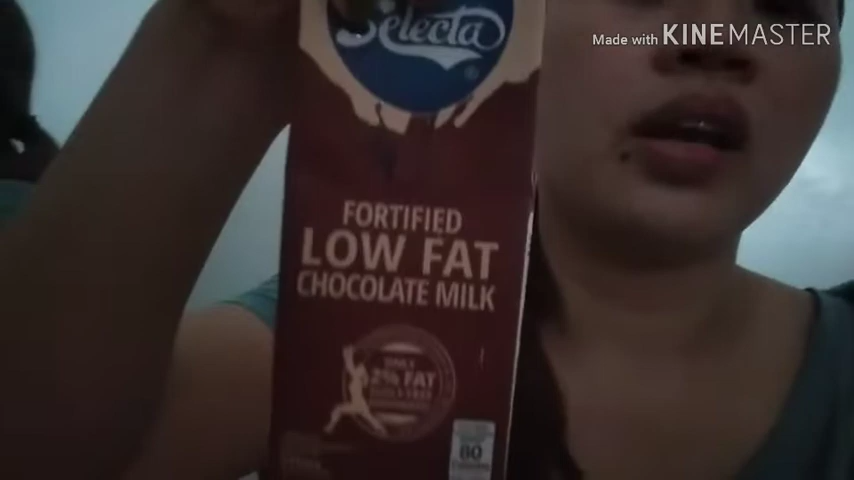 Made with KINEMASTER
Selecta
FORTIFIED
LOW FAT
CHOCOLATE MILK
2% FAT
80